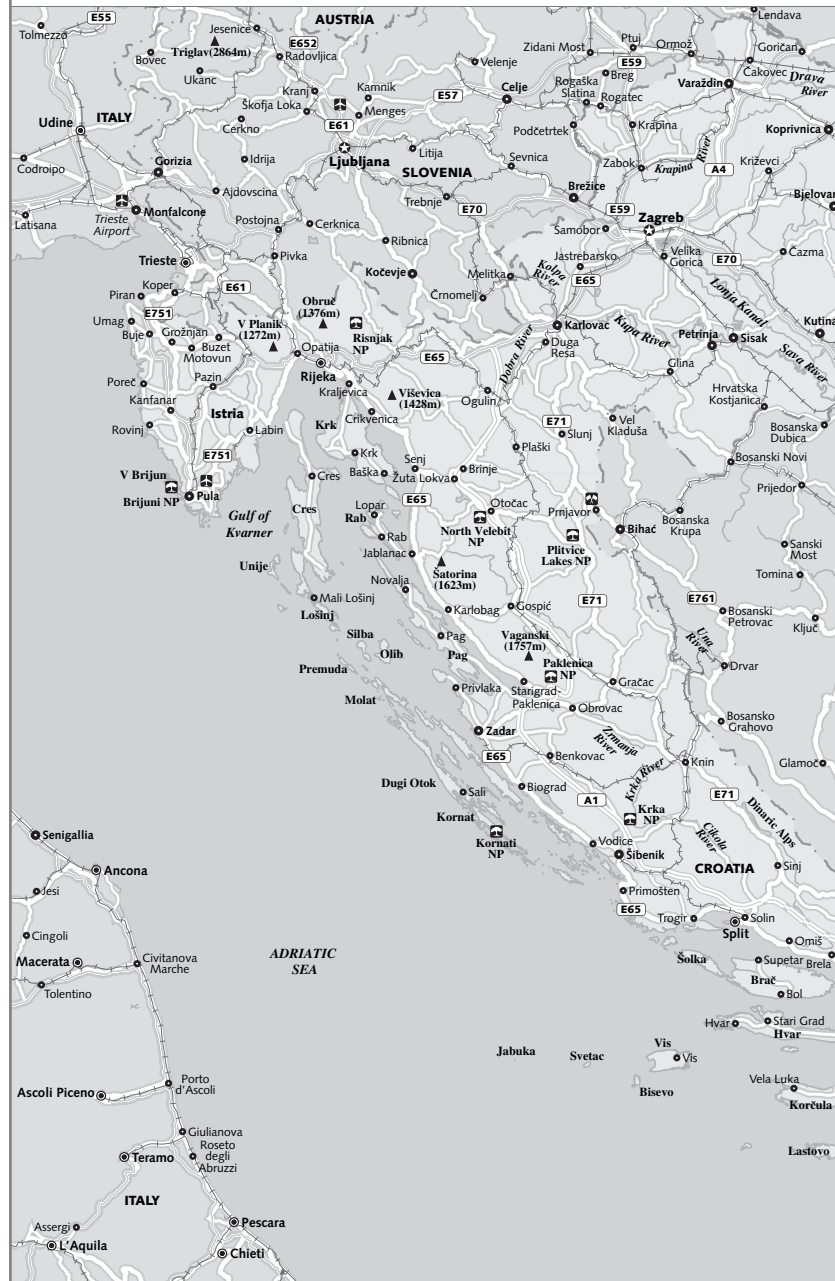 E55
AUSTRIA
Lendava
Tolmezzo
Jesenice
Triglav(2864m)
E652
Radovljica
Bovec
Ukanc
Velenje
Zidani Most
Ptuj
Ormož
Goričan
E59
Breg
Čakovec
Drava
River
Kranj
Kamnik
Celje
Rogaška
Slatina
Rogatec
Varaždin
ITALY
Škofja Loka
E57
Menges
Udine
Cerkno
E61
Podčetrtek
Krapina
Koprivnica
Codroipo
Gorizia
Idrija
Ljubljana
Litija
Sevnica
Zabok
Krapina
River
A4
Križevci
SLOVENIA
Ajdovscina
Trebnje
Brežice
Bjelovar
Latisana
Trieste
Airport
Monfalcone
Postojna
Cerknica
E70
E59
Zagreb
Samobor
Ribnica
Čazma
Trieste
Pivka
Kočevje
Melitka
Kolpa
River
Jastrebarsko
Velika
Gorica
E70
E65
Koper
E61
Obruč
(1376m)
Črnomelj
Lonja Kanal
Piran
E751
V Planik
(1272m)
Risnjak
NP
Karlovac
Kupa River
Kutina
Umag
Buje
Grožnjan
Buzet
Motovun
Opatija
E65
Dobra River
Duga
Resa
Petrinja
Sisak
Sava River
Rijeka
Glina
Poreč
Pazin
Kraljevica
Viševica
(1428m)
Ogulin
Hrvatska
Kostjanica
Kanfanar
Istria
Crikvenica
E71
Vel
Kladuša
Rovinj
Labin
Krk
Slunj
Bosanska
Dubica
Plaški
E751
Krk
Senj
Brinje
Bosanski Novi
V Brijun
Baška
Žuta Lokva
Brijuni NP
Pula
Cres
Prijedor
E65
Otočac
Lopar
Cres
Rab
Prnjavor
Gulf of
Kvarner
North Velebit
NP
Bihać
Bosanska
Krupa
Rab
Plitvice
Lakes NP
Sanski
Most
Jablanac
Unije
Šatorina
(1623m)
Tomina
Novalja
E71
E761
Mali Lošinj
Karlobag
Gospić
Bosanski
Petrovac
Lošinj
Ključ
Silba
Pag
Vaganski
(1757m)
Una
River
Olib
Pag
Paklenica
NP
Drvar
Premuda
Privlaka
Starigrad-
Paklenica
Gračac
Molat
Obrovac
Bosansko
Grahovo
Zadar
Zrmanja
River
E65
Benkovac
Knin
Glamoč
Krka River
Dugi Otok
Biograd
E71
Sali
A1
Dinaric Alps
Kornat
Krka
NP
Kornati
NP
Čikola
River
Senigallia
Vodice
Šibenik
CROATIA
Sinj
Ancona
Jesi
Primošten
E65
Trogir
Solin
Split
Cingoli
Omiš
ADRIATIC
SEA
Macerata
Civitanova
Marche
Šolka
Supetar
Brela
Brač
Tolentino
Bol
Hvar
Stari Grad
Hvar
Vis
Jabuka
Svetac
Vis
Vela Luka
Ascoli Piceno
Porto
d'Ascoli
Bisevo
Korčula
Giulianova
Roseto
degli
Abruzzi
Lastovo
Teramo
ITALY
Assergi
Pescara
L'Aquila
Chieti